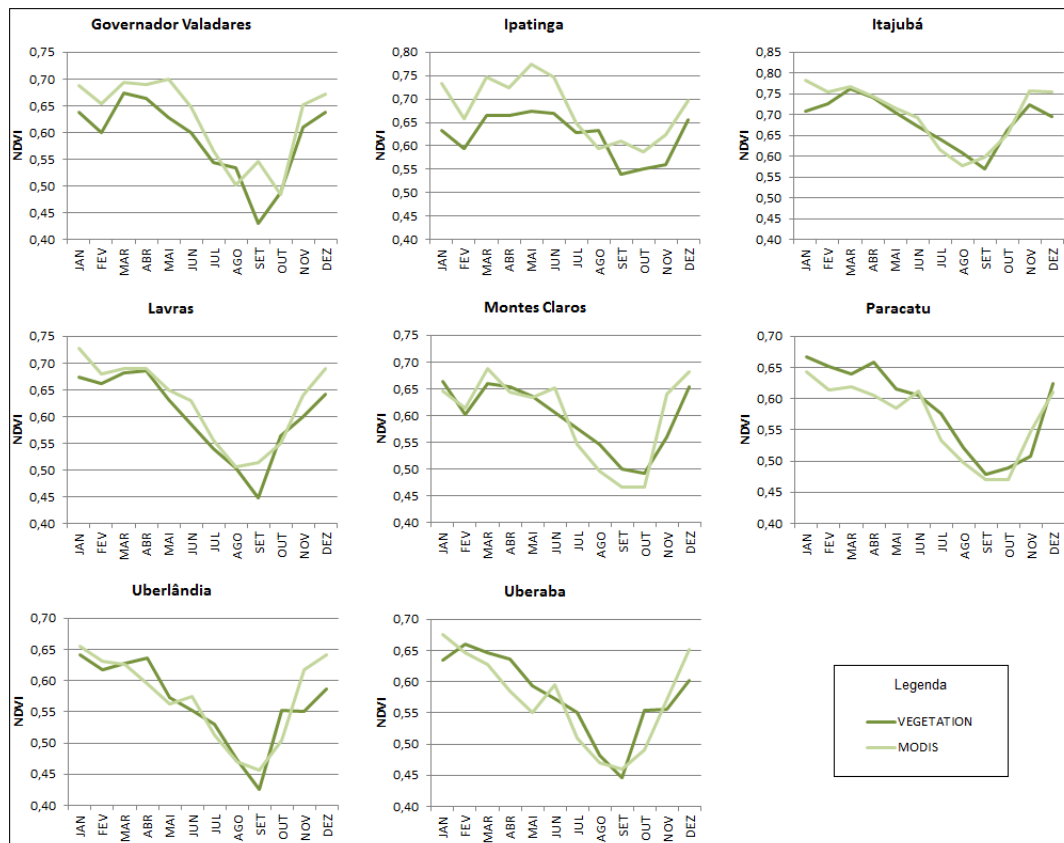 Governador Valadares
0,75
0,70
0,65
0,60
0,55
0,50
0,45
0,40
NDVI
JAN FEV MAR ABR MAI JUN JUL AGO SET OUT NOV DEZ
Ipatinga
0,80
0,75
0,70
0,65
0,60
0,55
0,50
0,45
0,40
NDVI
JAN FEV MAR ABR MAI JUN JUL AGO SET OUT NOV DEZ
Itajubá
0,85
0,80
0,75
0,70
0,65
0,60
0,55
0,50
0,45
0,40
NDVI
JAN FEV MAR ABR MAI JUN JUL AGO SET OUT NOV DEZ
Lavras
0,75
0,70
0,65
0,60
0,55
0,50
0,45
0,40
NDVI
JAN FEV MAR ABR MAI JUN JUL AGO SET OUT NOV DEZ
Montes Claros
0,75
0,70
0,65
0,60
0,55
0,50
0,45
0,40
NDVI
JAN FEV MAR ABR MAI JUN JUL AGO SET OUT NOV DEZ
Paracatu
0,70
0,65
0,60
0,55
0,50
0,45
0,40
NDVI
JAN FEV MAR ABR MAI JUN JUL AGO SET OUT NOV DEZ
Uberlândia
0,70
0,65
0,60
0,55
0,50
0,45
0,40
NDVI
JAN FEV MAR ABR MAI JUN JUL AGO SET OUT NOV DEZ
Uberaba
0,70
0,65
0,60
0,55
0,50
0,45
0,40
NDVI
JAN FEV MAR ABR MAI JUN JUL AGO SET OUT NOV DEZ
Legenda
VEGETATION
MODIS